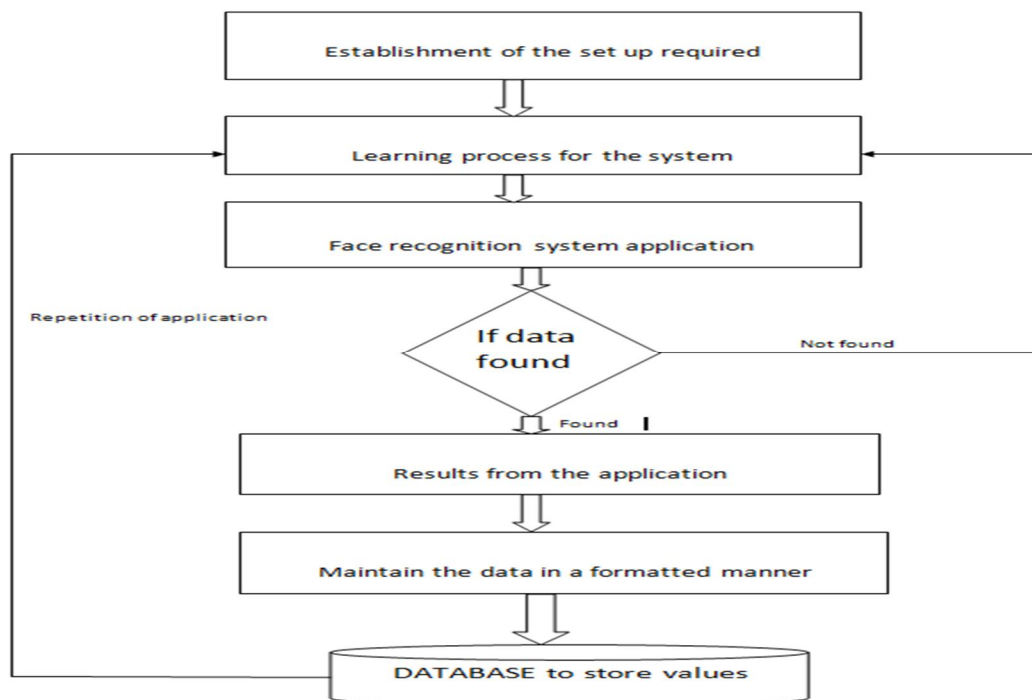 Establishment of the set up required
Learning process for the system
Face recognition system application
Repetition of application
If data
found
Not found
Found
Results from the application
Maintain the data in a formatted manner
DATABASE to store values